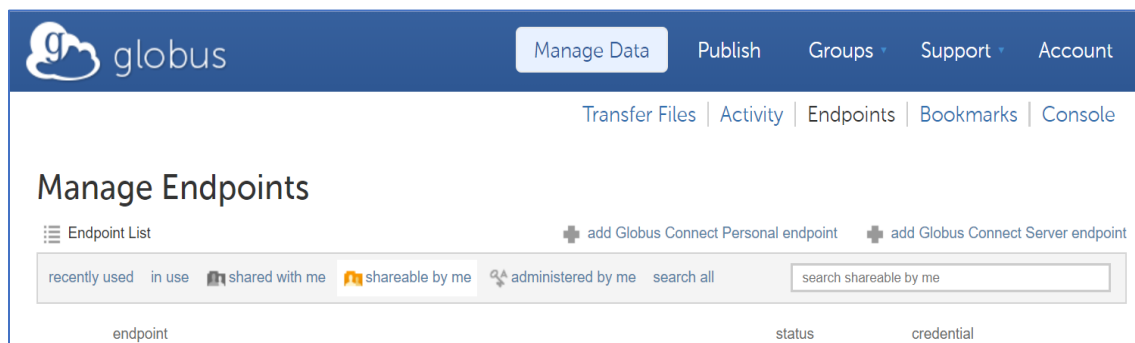 globus Manage Data Publish Groups Support Account
Transfer Files | Activity | Endpoints | Bookmarks | Console
Manage Endpoints
Endpoint List add Globus Connect Personal endpoint add Globus Connect Server endpoint
recently used in use shared with me shareable by me administered by me search all search shareable by me
endpoint status credential